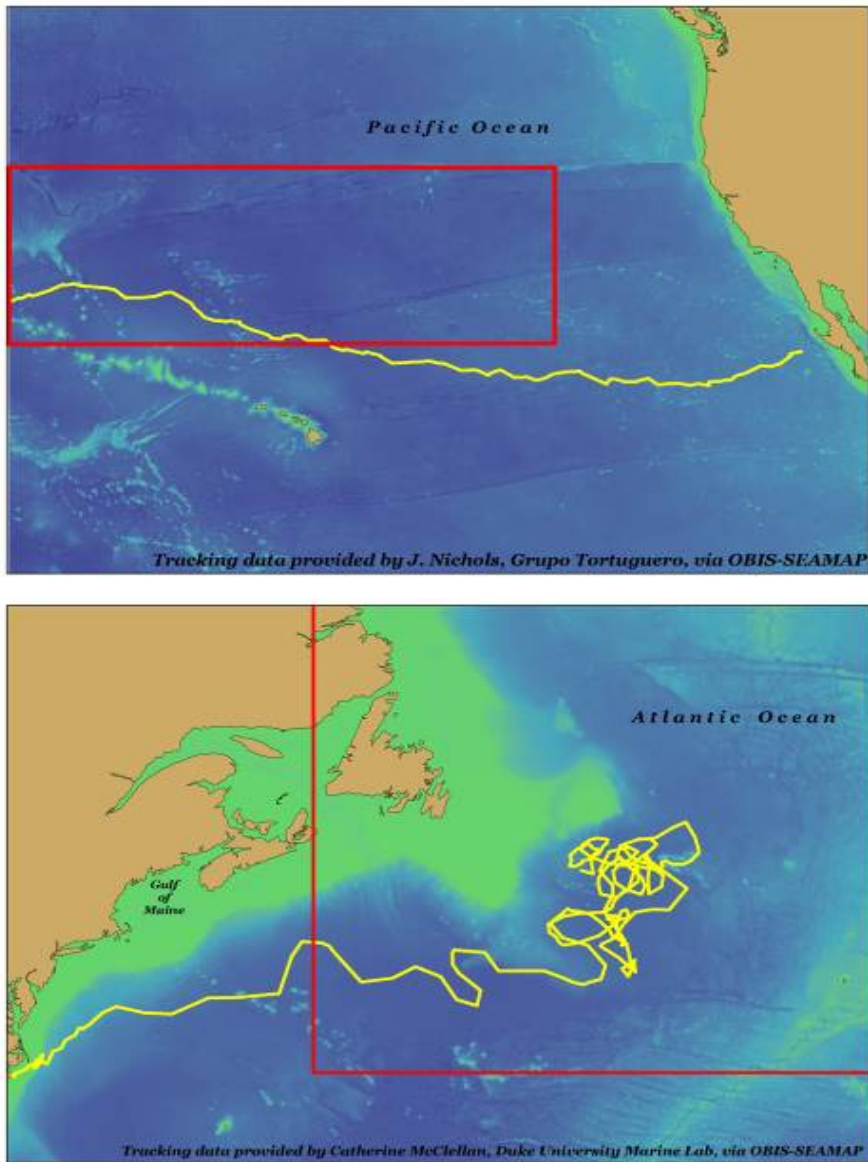 Pacific Ocean
Tracking data provided by J. Nichols, Grupo Tortuguero, via OBIS-SEAMAP
Atlantic Ocean
Gulf
of
Maine
Tracking data provided by Catherine McClellan, Duke University Marine Lab, via OBIS-SEAMAP